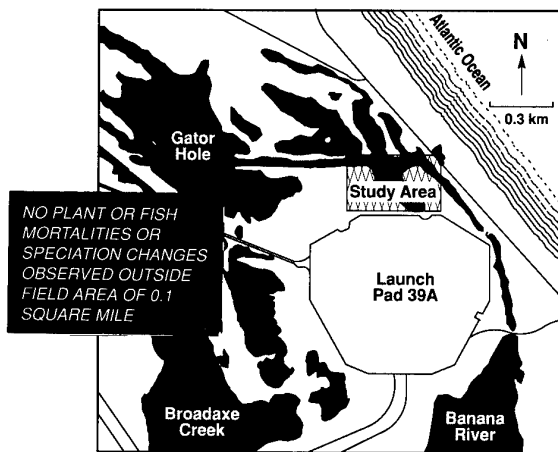 Atlantic Ocean
N
0.3 km
Gator
Hole
Study Area
NO PLANT OR FISH
MORTALITIES OR
SPECIATION CHANGES
OBSERVED OUTSIDE
FIELD AREA OF 0.1
SQUARE MILE
Launch
Pad 39A
Broadaxe
Creek
Banana
River